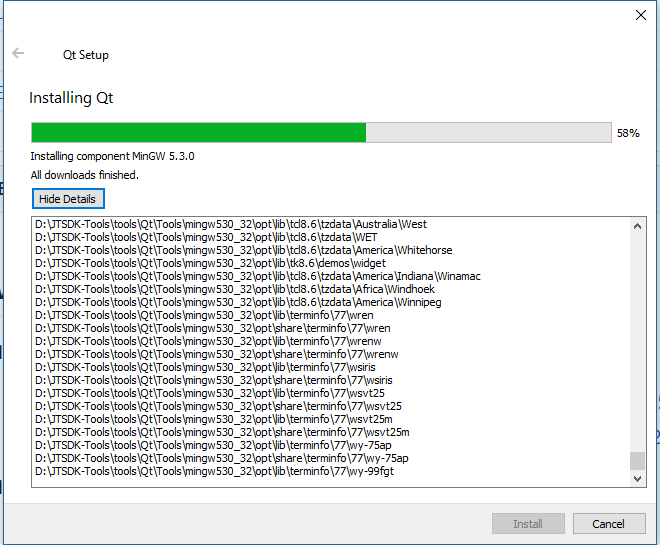 Qt Setup
Installing Qt
58%
Installing component MinGW 5.3.0
All downloads finished.
Hide Details
D:\JTSDK-Tools\tools\Qt\Tools\mingw530_32\opt\lib\tcl8.6\tzdata\Australia\West
D:\JTSDK-Tools\tools\Qt\Tools\mingw530_32\opt\lib\tcl8.6\tzdata\WET
D:\JTSDK-Tools\tools\Qt\Tools\mingw530_32\opt\lib\tcl8.6\tzdata\America\Whitehorse
D:\JTSDK-Tools\tools\Qt\Tools\mingw530_32\opt\lib\tk8.6\demos\widget
D:\JTSDK-Tools\tools\Qt\Tools\mingw530_32\opt\lib\tcl8.6\tzdata\America\Indiana\Winamac
D:\JTSDK-Tools\tools\Qt\Tools\mingw530_32\opt\lib\tcl8.6\tzdata\Africa\Windhoek
D:\JTSDK-Tools\tools\Qt\Tools\mingw530_32\opt\lib\tcl8.6\tzdata\America\Winnipeg
D:\JTSDK-Tools\tools\Qt\Tools\mingw530_32\opt\lib\terminfo\77\wren
D:\JTSDK-Tools\tools\Qt\Tools\mingw530_32\opt\share\terminfo\77\wren
D:\JTSDK-Tools\tools\Qt\Tools\mingw530_32\opt\lib\terminfo\77\wrenw
D:\JTSDK-Tools\tools\Qt\Tools\mingw530_32\opt\share\terminfo\77\wrenw
D:\JTSDK-Tools\tools\Qt\Tools\mingw530_32\opt\lib\terminfo\77\wsiris
D:\JTSDK-Tools\tools\Qt\Tools\mingw530_32\opt\share\terminfo\77\wsiris
D:\JTSDK-Tools\tools\Qt\Tools\mingw530_32\opt\lib\terminfo\77\wsvt25
D:\JTSDK-Tools\tools\Qt\Tools\mingw530_32\opt\share\terminfo\77\wsvt25
D:\JTSDK-Tools\tools\Qt\Tools\mingw530_32\opt\lib\terminfo\77\wsvt25m
D:\JTSDK-Tools\tools\Qt\Tools\mingw530_32\opt\share\terminfo\77\wsvt25m
D:\JTSDK-Tools\tools\Qt\Tools\mingw530_32\opt\lib\terminfo\77\wy-75ap
D:\JTSDK-Tools\tools\Qt\Tools\mingw530_32\opt\share\terminfo\77\wy-75ap
D:\JTSDK-Tools\tools\Qt\Tools\mingw530_32\opt\lib\terminfo\77\wy-99fgt
Install
Cancel